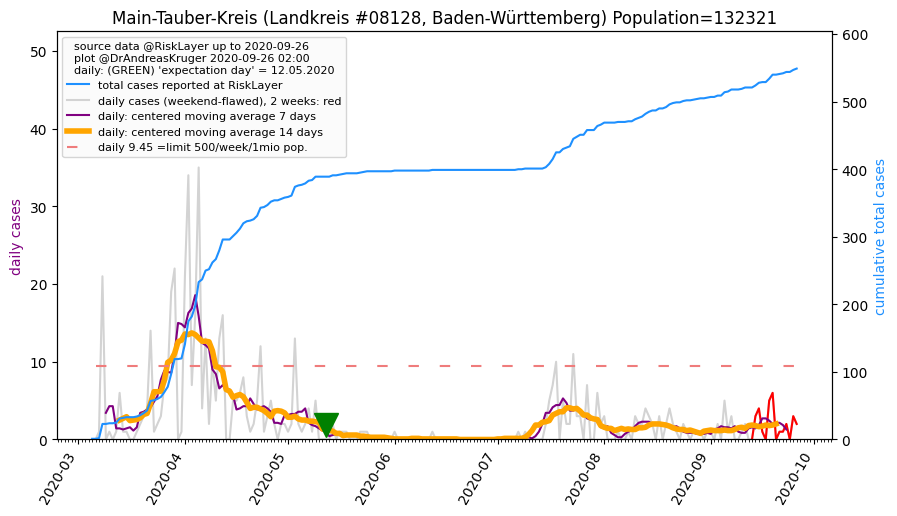 Main-Tauber-Kreis (Landkreis #08128, Baden-Württemberg) Population=132321
source data @RiskLayer up to 2020-09-26
plot @DrAndreasKruger 2020-09-26 02:00
daily: (GREEN) 'expectation day' = 12.05.2020
total cases reported at RiskLayer
daily cases (weekend-flawed), 2 weeks: red
daily: centered moving average 7 days
daily: centered moving average 14 days
daily 9.45 =limit 500/week/1mio pop.
daily cases
50
40
30
20
10
0
cumulative total cases
600
500
400
300
200
100
0
2020-03
2020-04
2020-05
2020-06
2020-07
2020-08
2020-09
2020-10